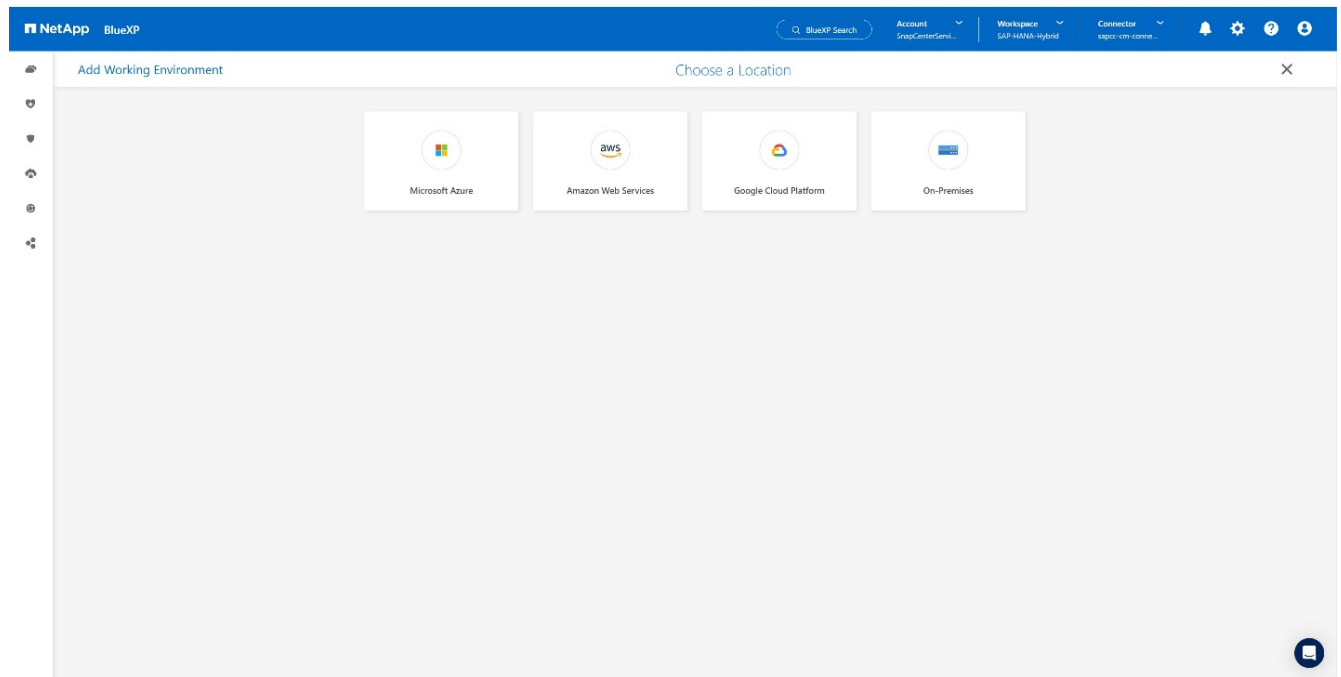 NetApp BlueXP
BlueXP Search
Account
SnapCenterServi...
Workspace
SAP-HANA-Hybrid
Connector
sapcc-cm-conne...
Add Working Environment
Choose a Location
aws
Microsoft Azure
Amazon Web Services
Google Cloud Platform
On-Premises